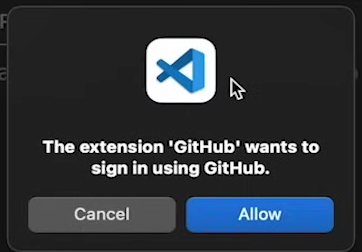 The extension 'GitHub' wants to
sign in using GitHub.
Cancel
Allow